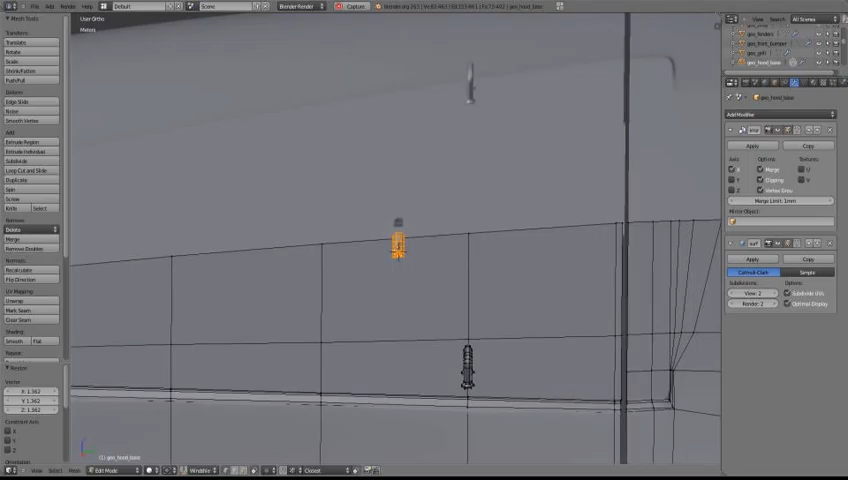 File Add Render Window Help
Default
Scene
Blender Render
Capture
User Ortho
Meters
Mesh Tools
Transform:
Translate
Rotate
Scale
Shrink/Fatten
Push/Pull
Deform:
Edge Slide
Noise
Smooth Vertex
Add:
Extrude Region
Extrude Individual
Subdivide
Loop Cut and Slide
Duplicate
Spin
Screw
Knife Select
Remove:
Delete
Merge
Remove Doubles
Normals:
Recalculate
Flip Direction
UV Mapping:
Unwrap
Mark Seam
Clear Seam
Shading:
Smooth Flat
Repeat:
Resize
Vector
X: 1.362
Y: 1.362
Z: 1.362
Constraint Axis
X
Y
Z
(1) geo_hood_base
View Select Mesh
Edit Mode
Closest
View Search
All Scenes
geo_fenders
geo_front_bumper
geo_grill
geo_hood_base
geo_hood_base
Add Modifier
Apply Copy
Axis: Options: Textures:
X Merge U
Y Clipping V
Z Vertex Grou
Merge Limit: 1mm
Mirror Object:
Apply Copy
Catmull-Clark Simple
Subdivisions: Options:
View: 2 Subdivide UVs
Render: 2 Optimal Display